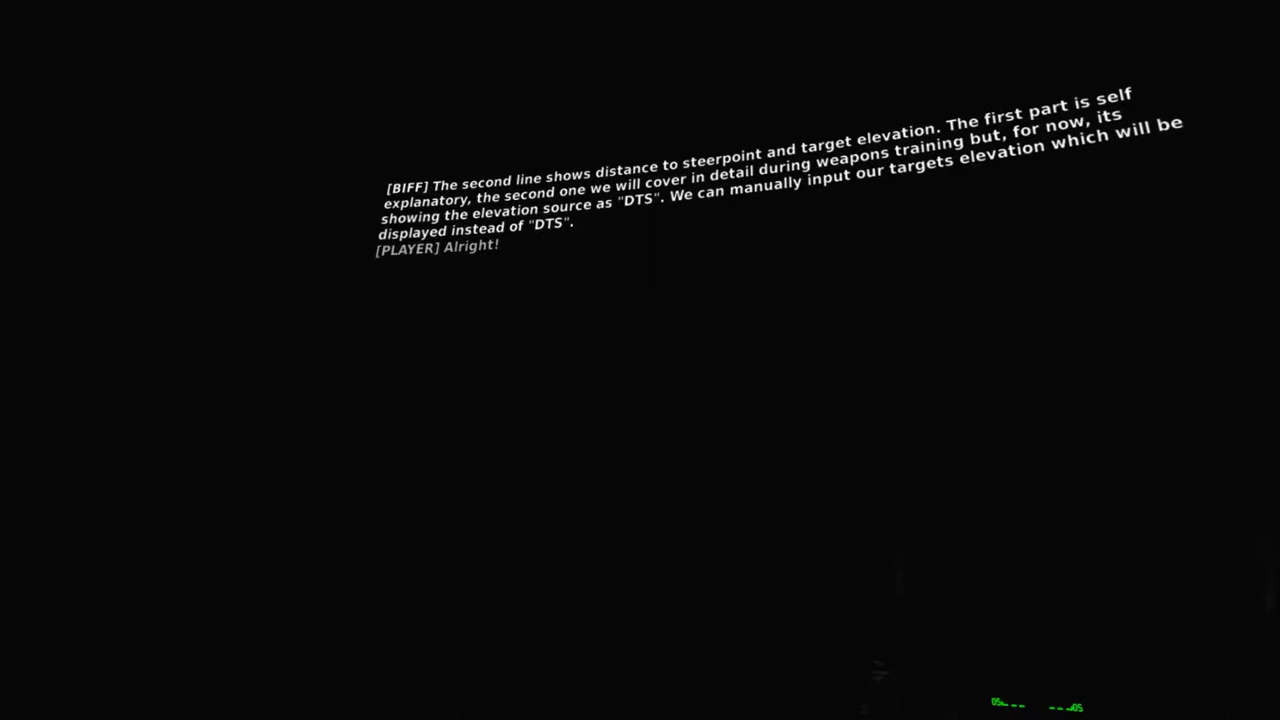 [BIFF] The second line shows distance to steerpoint and target elevation. The first part is self
explanatory, the second one we will cover in detail during weapons training but, for now, its
showing the elevation source as "DTS". We can manually input our targets elevation which will be
displayed instead of "DTS".
[PLAYER] Alright!
05 05